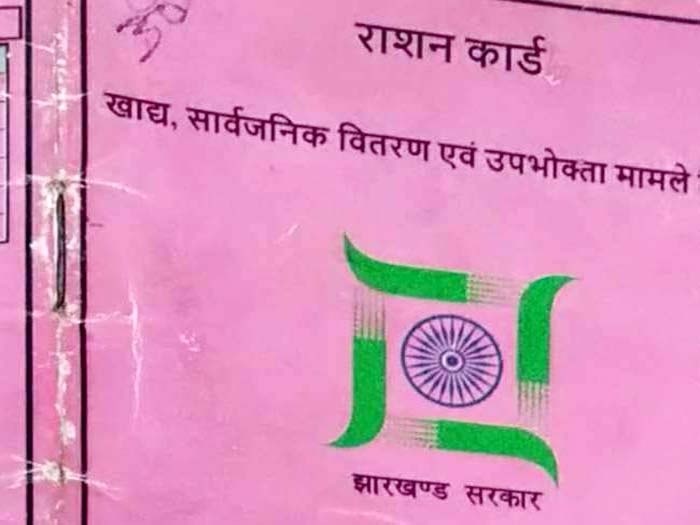 राशन कार्ड
खाद्य, सार्वजनिक वितरण एवं उपभोक्ता मामले
झारखण्ड सरकार